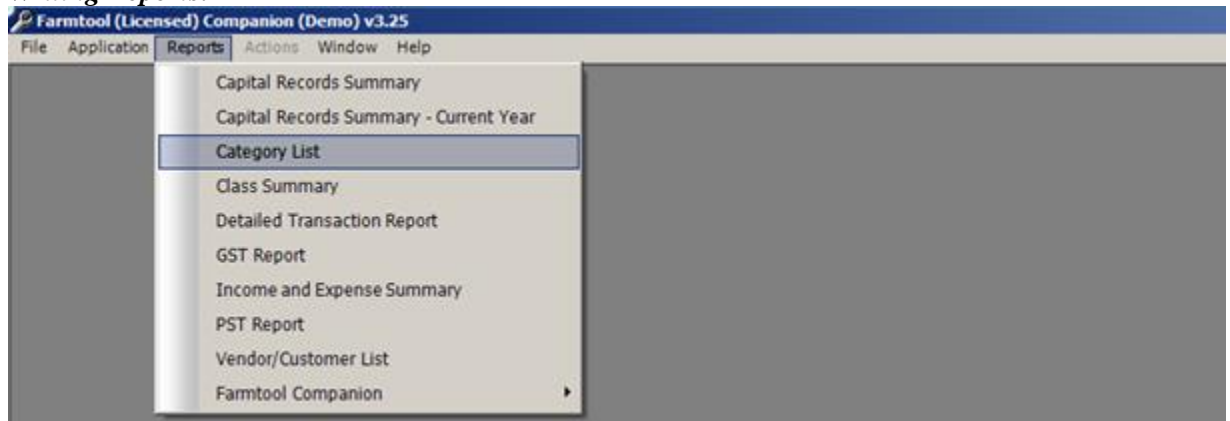 Farmtool (Licensed) Companion (Demo) v3.25
File Application Reports Actions Window Help
Capital Records Summary
Capital Records Summary - Current Year
Category List
Class Summary
Detailed Transaction Report
GST Report
Income and Expense Summary
PST Report
Vendor/Customer List
Farmtool Companion